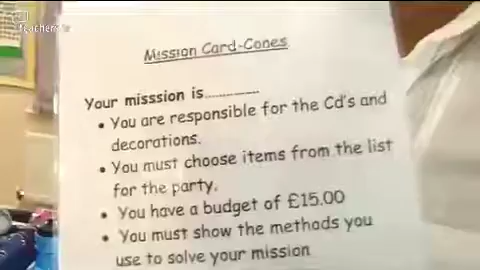 Teachers TV
Mission Card-Cones
Your misssion is..............
• You are responsible for the Cd's and
decorations.
• You must choose items from the list
for the party.
• You have a budget of £15.00
• You must show the methods you
use to solve your mission